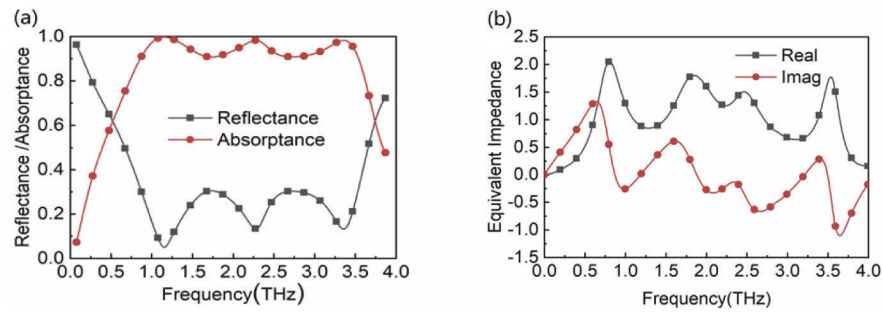 (a)
Reflectance /Absorptance
1.0
0.8
0.6
0.4
0.2
0.0
Reflectance
Absorptance
0.0 0.5 1.0 1.5 2.0 2.5 3.0 3.5 4.0
Frequency(THz)
(b)
Equivalent Impedance
2.5
2.0
1.5
1.0
0.5
0.0
-0.5
-1.0
-1.5
Real
Imag
0.0 0.5 1.0 1.5 2.0 2.5 3.0 3.5 4.0
Frequency(THz)